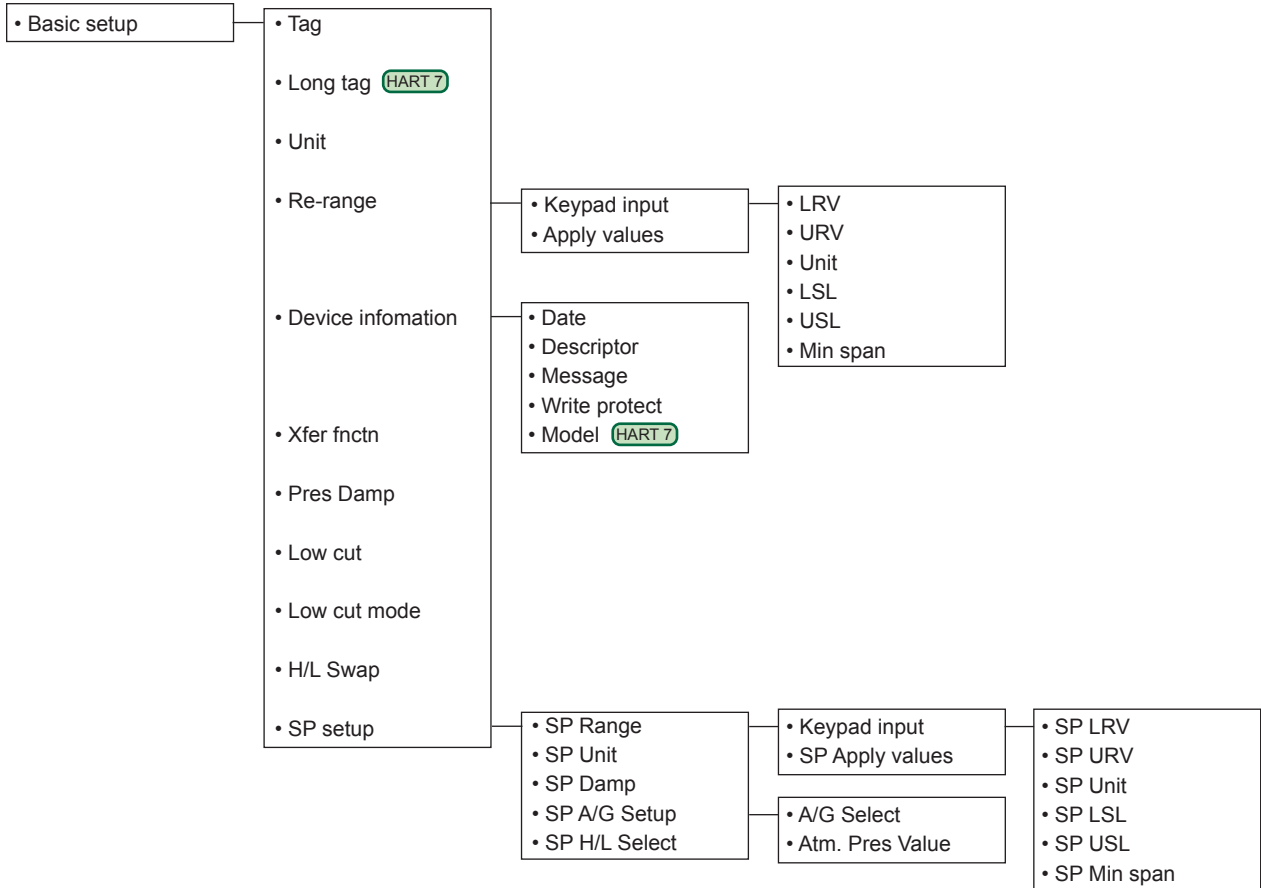 • Basic setup
• Tag
• Long tag HART 7
• Unit
• Re-range
• Device infomation
• Xfer fnctn
• Pres Damp
• Low cut
• Low cut mode
• H/L Swap
• SP setup
• Keypad input
• Apply values
• LRV
• URV
• Unit
• LSL
• USL
• Min span
• Date
• Descriptor
• Message
• Write protect
• Model HART 7
• SP Range
• SP Unit
• SP Damp
• SP A/G Setup
• SP H/L Select
• Keypad input
• SP Apply values
• A/G Select
• Atm. Pres Value
• SP LRV
• SP URV
• SP Unit
• SP LSL
• SP USL
• SP Min span